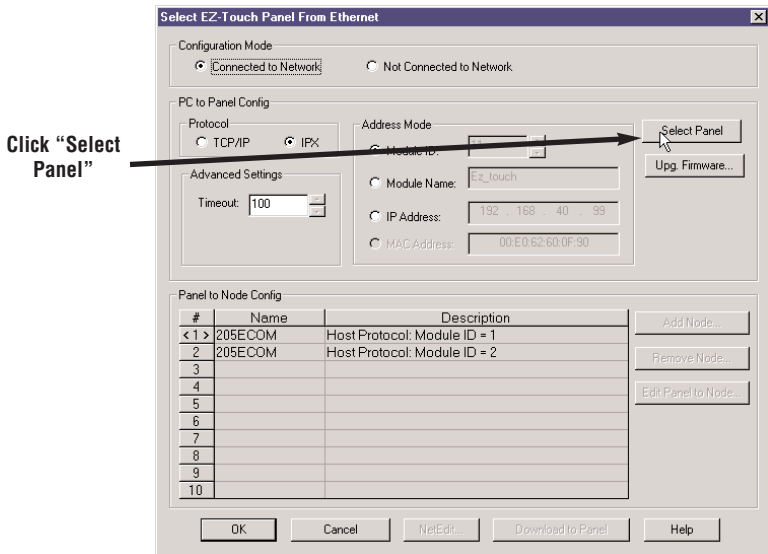 Select EZ-Touch Panel From Ethernet
Configuration Mode
Connected to Network
Not Connected to Network
PC to Panel Config
Protocol
TCP/IP
IPX
Address Mode
Module ID:
Select Panel
Click “Select
Panel”
Upg. Firmware...
Advanced Settings
Timeout: 100
Module Name: Ez_touch
IP Address: 192 . 168 . 40 . 99
MAC Address: 00:E0:62:60:0F:90
Panel to Node Config
# Name Description
<1> 205ECOM Host Protocol: Module ID = 1
2 205ECOM Host Protocol: Module ID = 2
3
4
5
6
7
8
9
10
Add Node...
Remove Node...
Edit Panel to Node...
OK Cancel NetEdit... Download to Panel Help